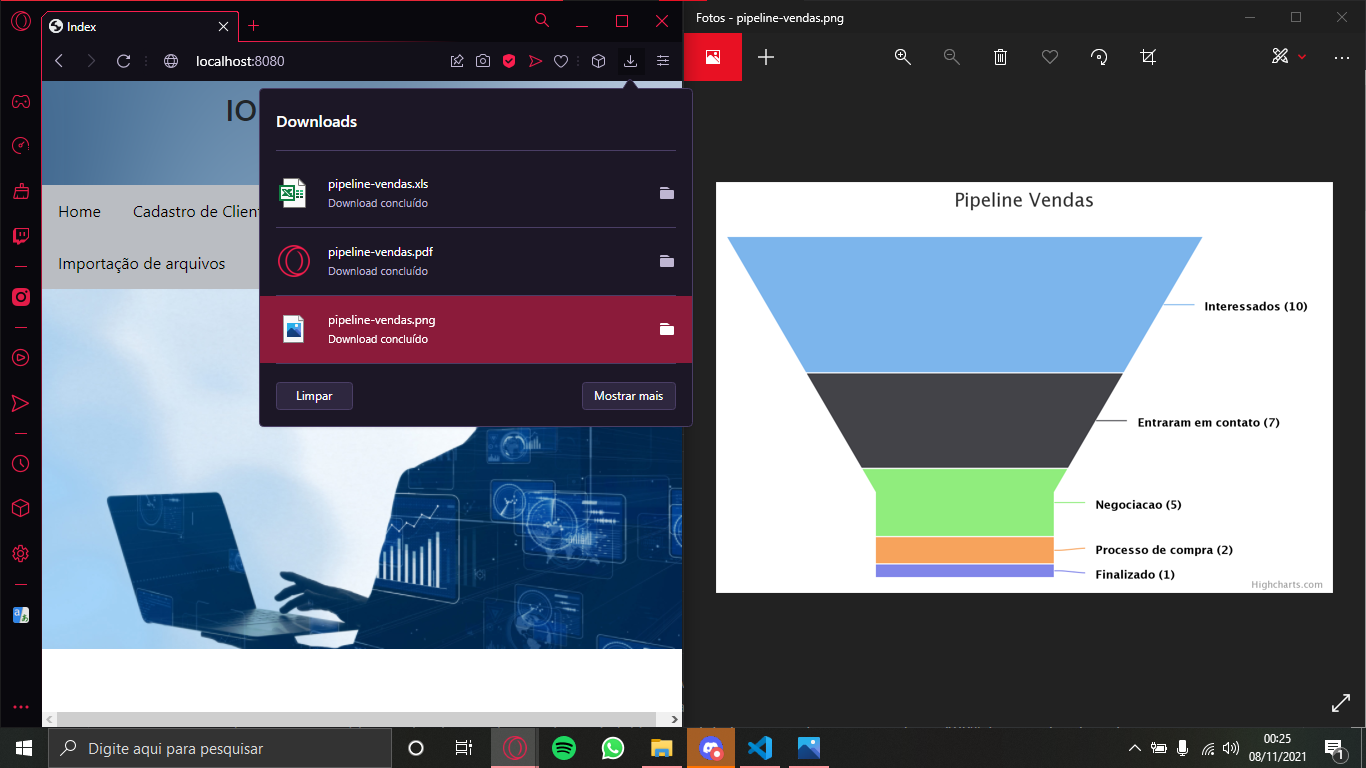 Index
localhost:8080
IO
Home
Cadastro de Client
Importação de arquivos
Downloads
pipeline-vendas.xls
Download concluído
pipeline-vendas.pdf
Download concluído
pipeline-vendas.png
Download concluído
Limpar
Mostrar mais
Fotos - pipeline-vendas.png
Pipeline Vendas
Interessados (10)
Entraram em contato (7)
Negociacao (5)
Processo de compra (2)
Finalizado (1)
Highcharts.com
Digite aqui para pesquisar
00:25
08/11/2021
1